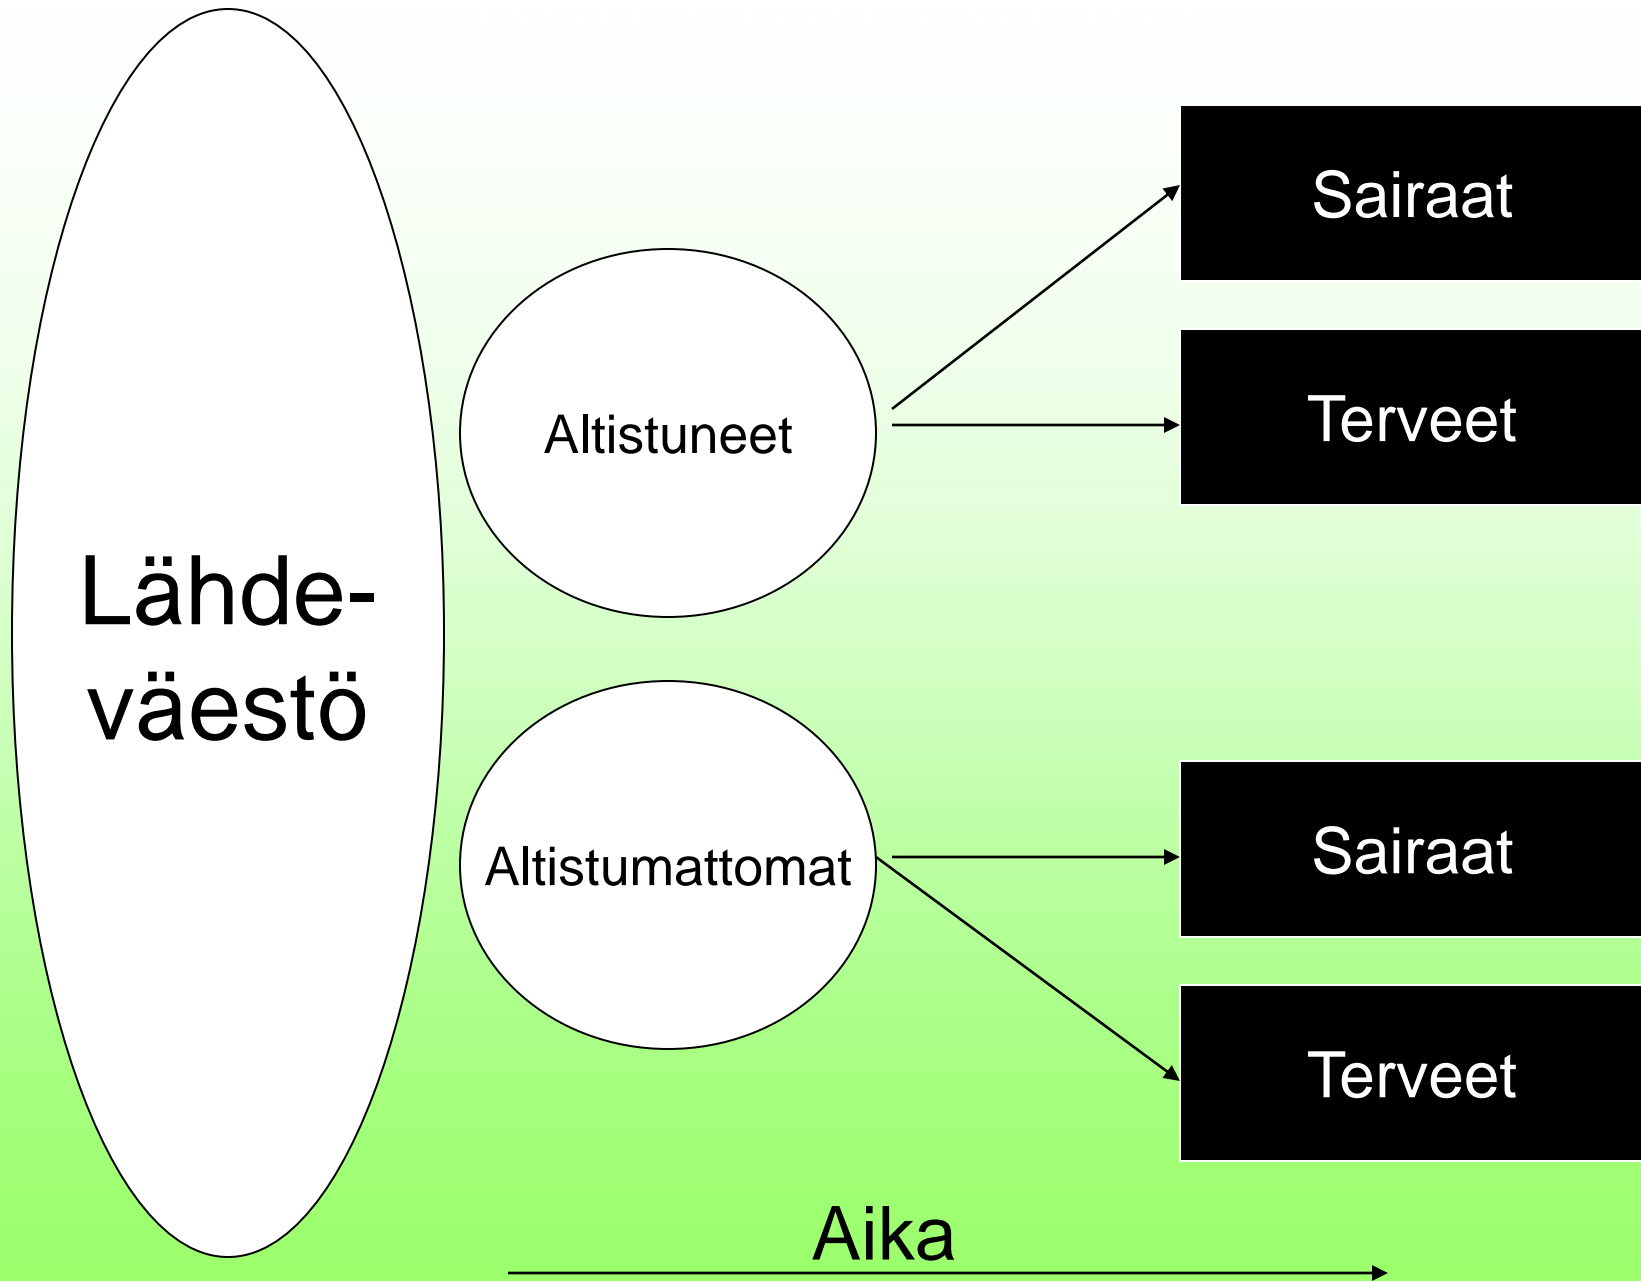 Sairaat
Terveet
Altistuneet
Lähde-
väestö
Altistumattomat
Sairaat
Terveet
Aika